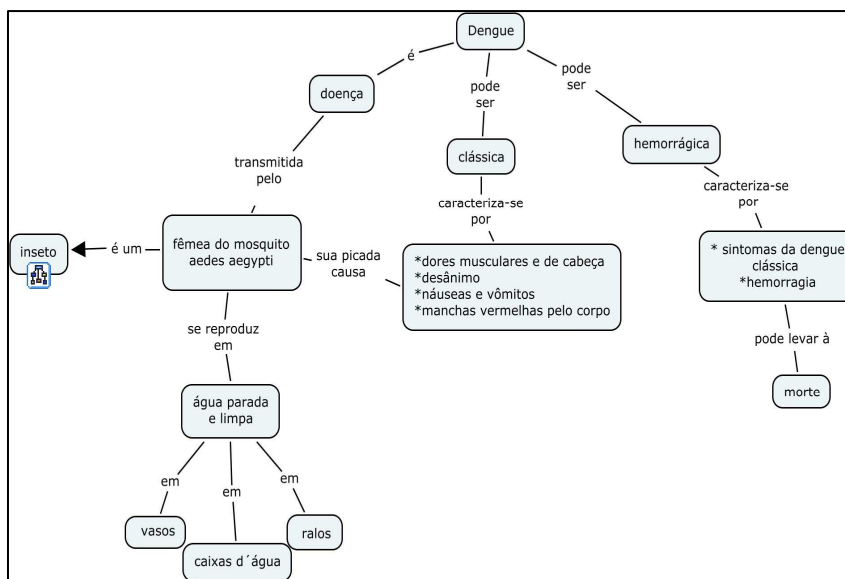 Dengue
é
pode
ser
pode
ser
doença
clássica
hemorrágica
transmitida
pelo
caracteriza-se
por
caracteriza-se
por
inseto
é um
fêmea do mosquito
aedes aegypti
sua picada
causa
*dores musculares e de cabeça
*desânimo
*náuseas e vômitos
*manchas vermelhas pelo corpo
* sintomas da dengue
clássica
*hemorragia
se reproduz
em
pode levar à
morte
água parada
e limpa
em
em
em
vasos
caixas d´água
ralos